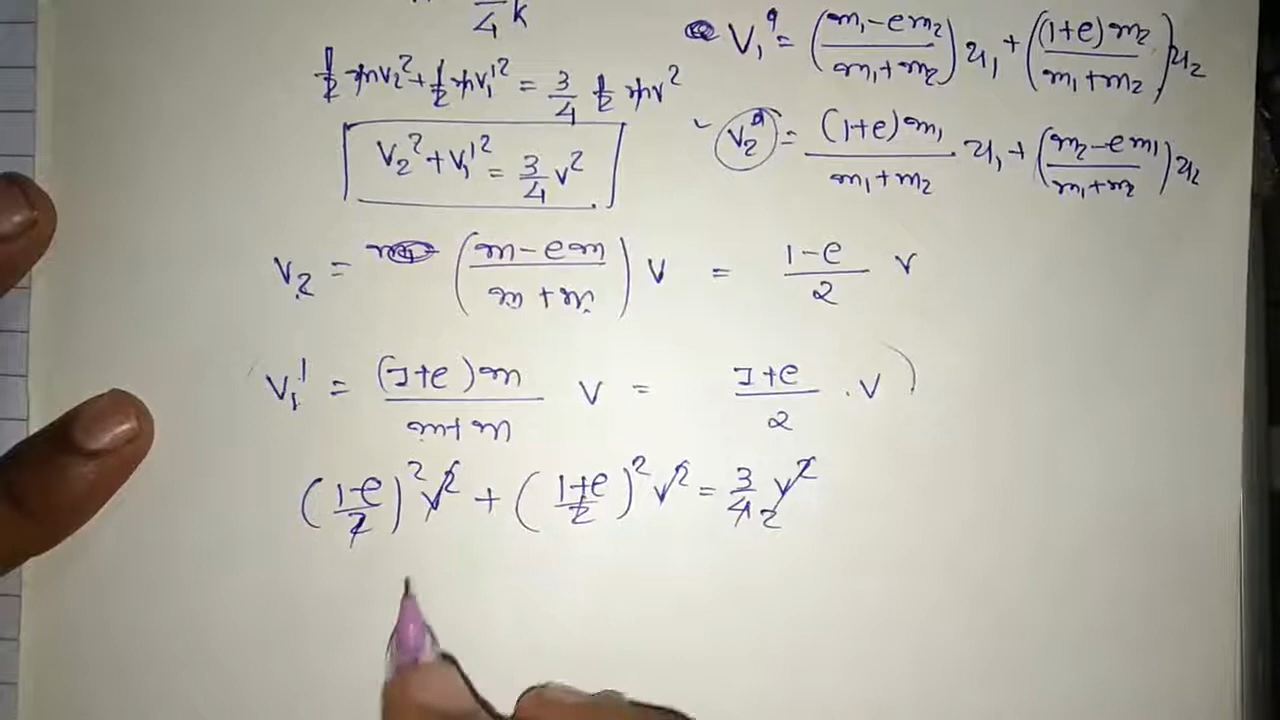 /4 k
½ mv₂² + ½ mv₁'² = 3/4 ½ mv²
v₂² + v₁'² = 3/4 v²
v₂ = ((m-em)/(m+m)) v = (1-e)/2 v
v₁' = ((1+e)m)/(m+m) v = (1+e)/2 . v)
((1-e)/2)² v² + ((1+e)/2)² v² = 3/4 v²
2
v₁' = ((m₁-em₂)/(m₁+m₂)) u₁ + ((1+e)m₂/(m₁+m₂)) u₂
v₂' = (1+e)m₁/(m₁+m₂) u₁ + ((m₂-em₁)/(m₁+m₂)) u₂